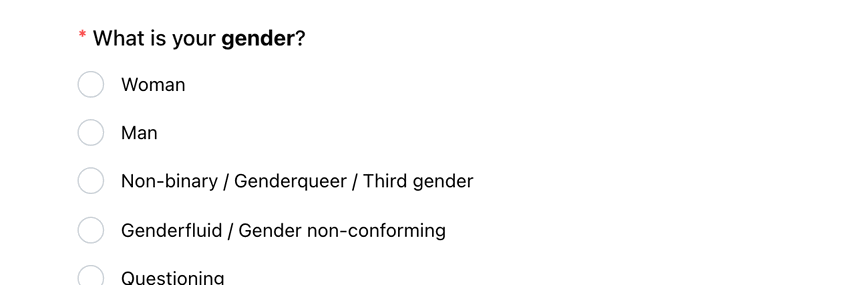 * What is your gender?
Woman
Man
Non-binary / Genderqueer / Third gender
Genderfluid / Gender non-conforming
Questioning